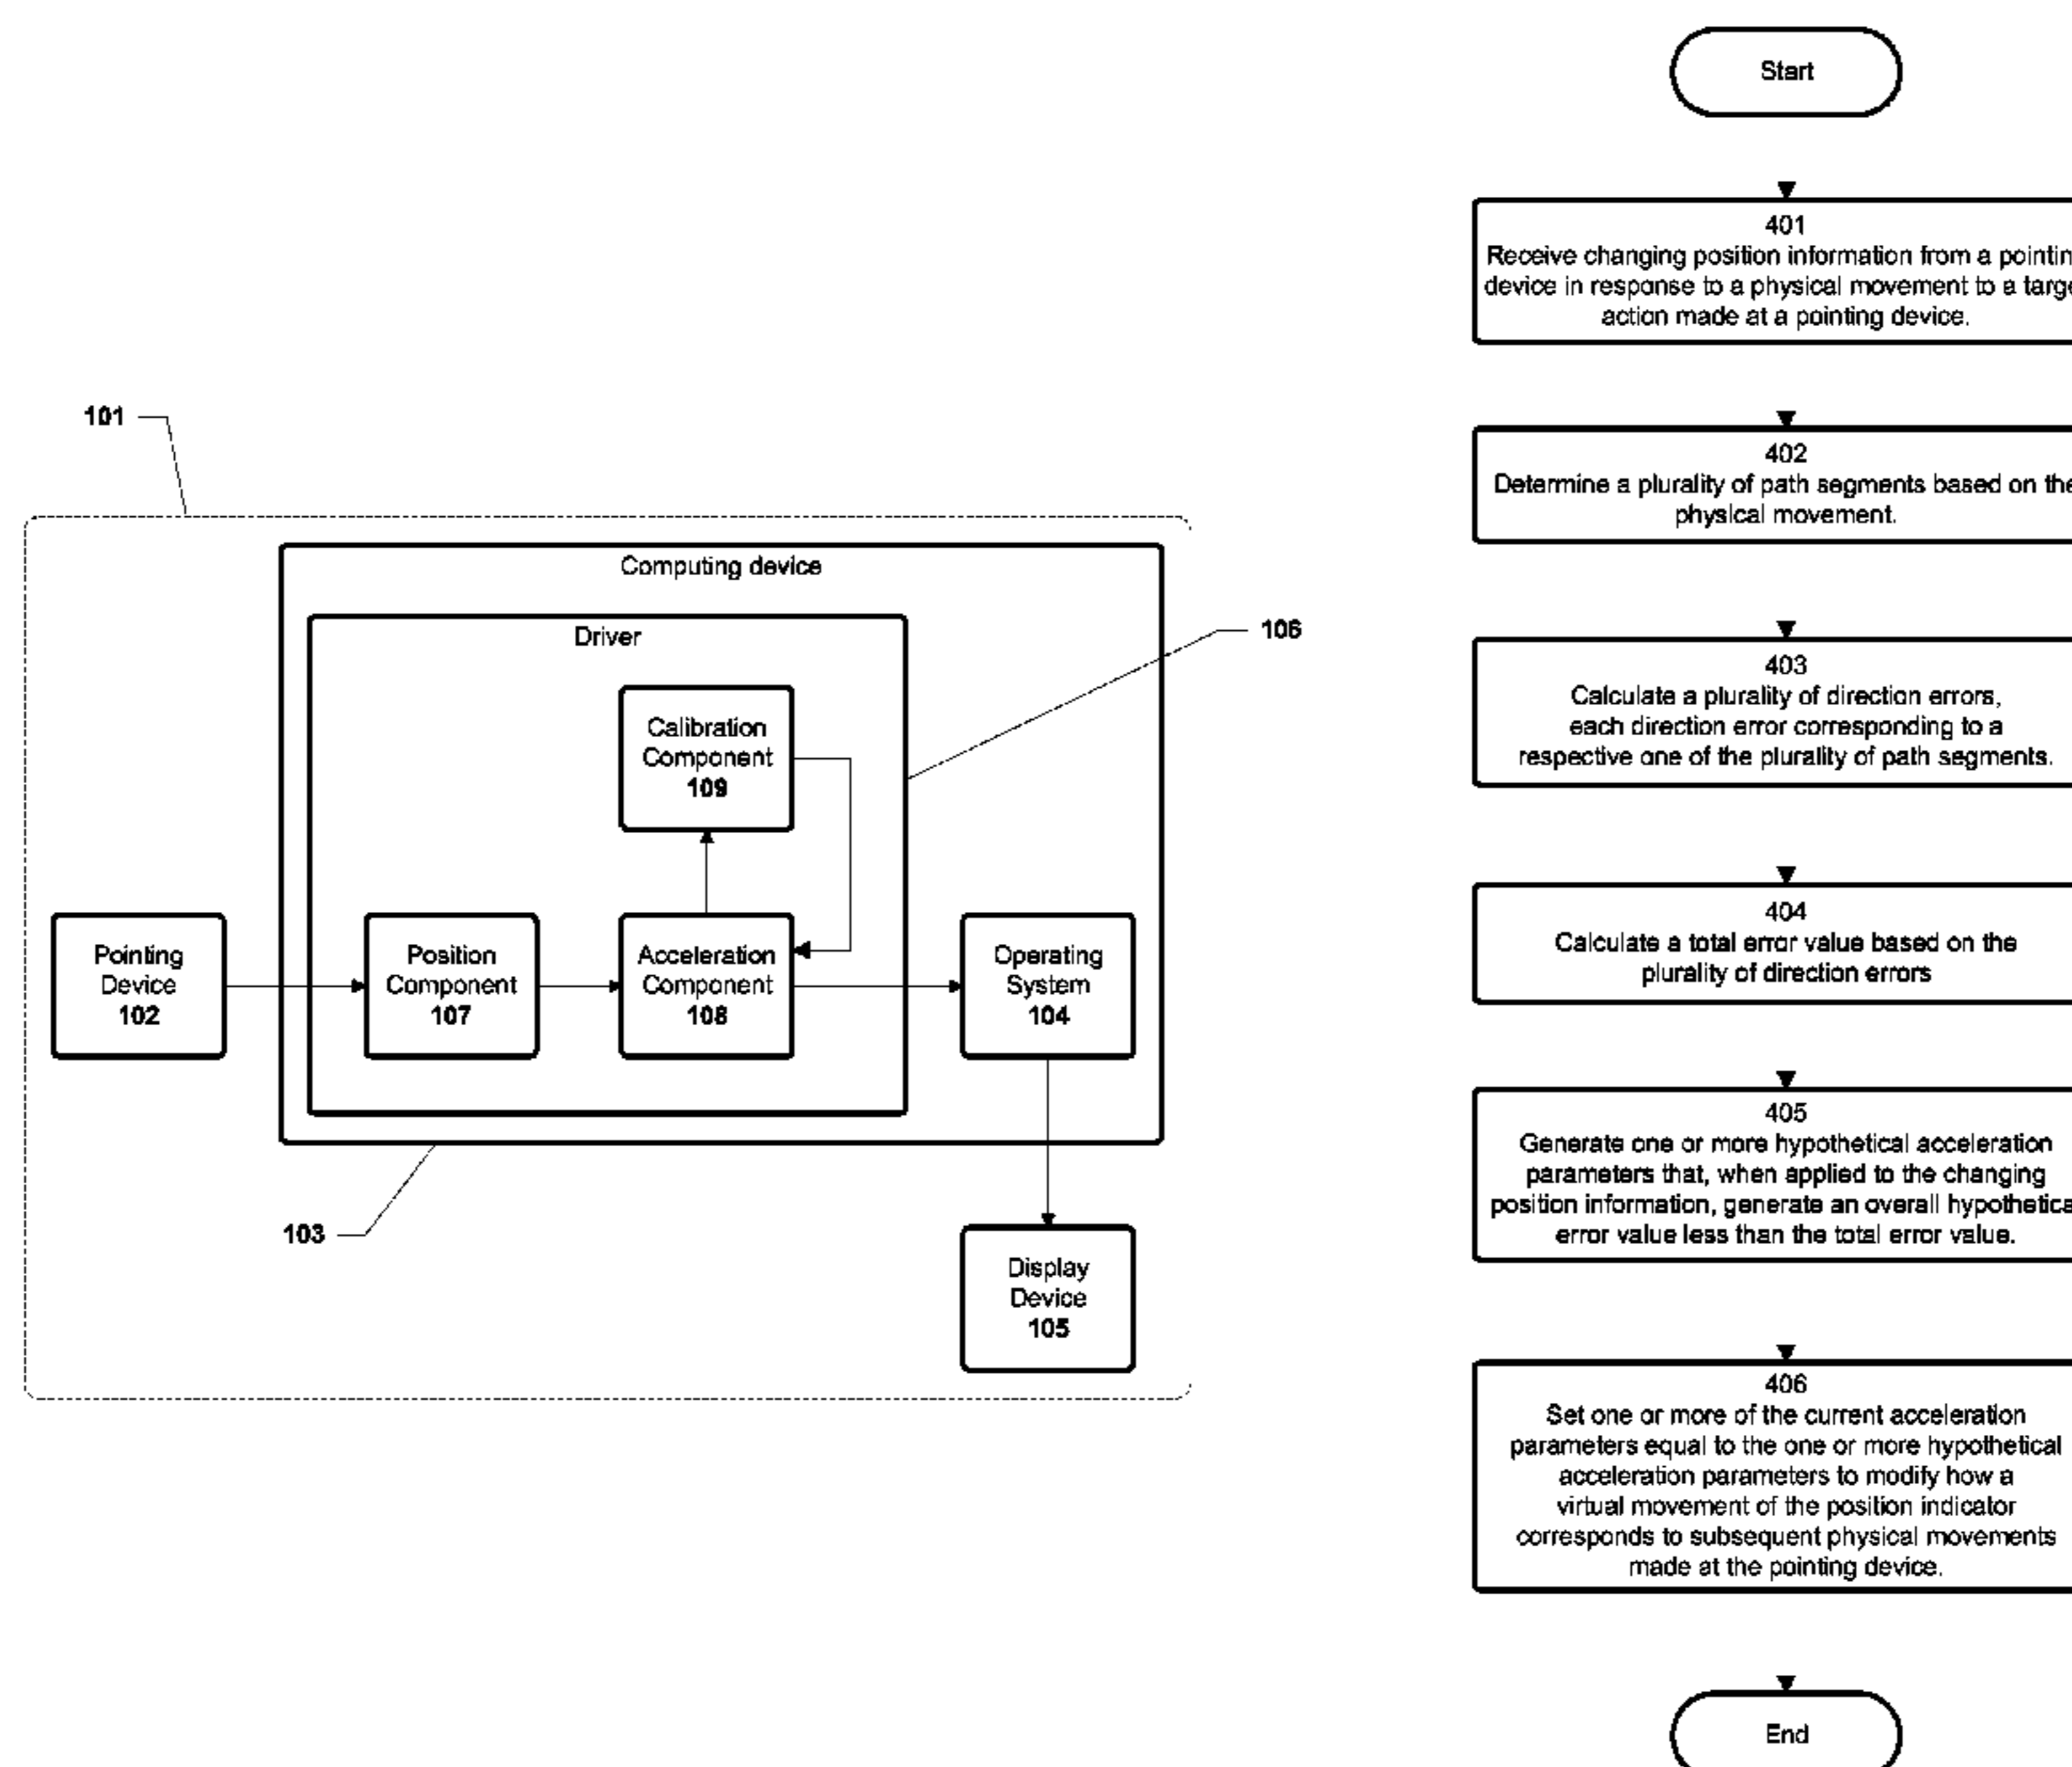 101
Computing device
Driver
106
Calibration
Component
109
Pointing
Device
102
Position
Component
107
Acceleration
Component
108
Operating
System
104
103
Display
Device
105
Start
401
Receive changing position information from a pointin
device in response to a physical movement to a targe
action made at a pointing device.
402
Determine a plurality of path segments based on the
physical movement.
403
Calculate a plurality of direction errors,
each direction error corresponding to a
respective one of the plurality of path segments.
404
Calculate a total error value based on the
plurality of direction errors
405
Generate one or more hypothetical acceleration
parameters that, when applied to the changing
position information, generate an overall hypothetica
error value less than the total error value.
406
Set one or more of the current acceleration
parameters equal to the one or more hypothetical
acceleration parameters to modify how a
virtual movement of the position indicator
corresponds to subsequent physical movements
made at the pointing device.
End